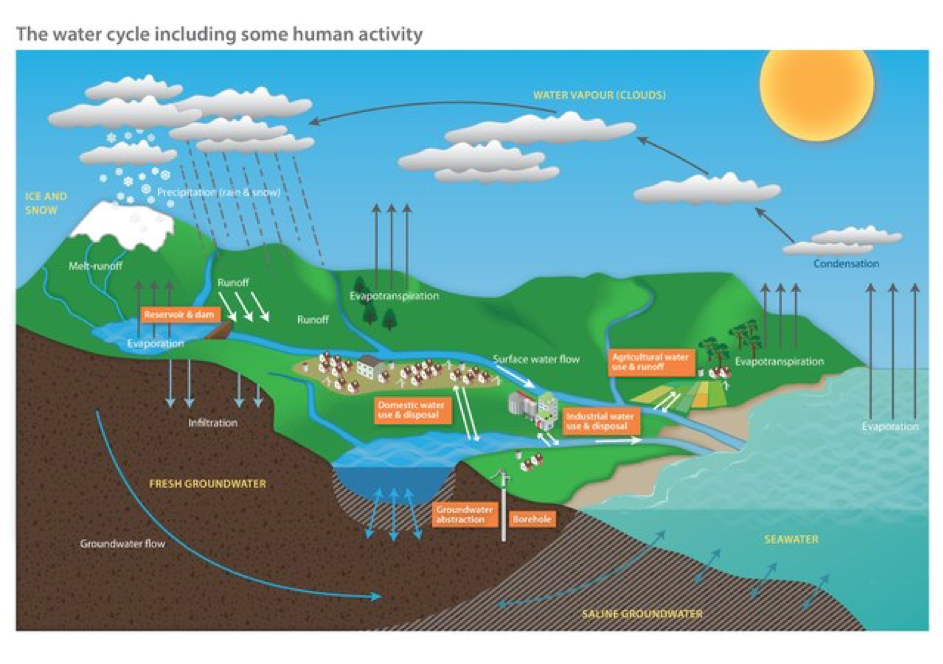 The water cycle including some human activity
WATER VAPOUR (CLOUDS)
ICE AND
SNOW
Precipitation (rain & snow)
Condensation
Melt-runoff
Runoff
Evapotranspiration
Reservoir & dam
Runoff
Evaporation
Surface water flow
Agricultural water
use & runoff
Evapotranspiration
Domestic water
use & disposal
Industrial water
use & disposal
Infiltration
Evaporation
FRESH GROUNDWATER
Groundwater
abstraction
Borehole
Groundwater flow
SEAWATER
SALINE GROUNDWATER